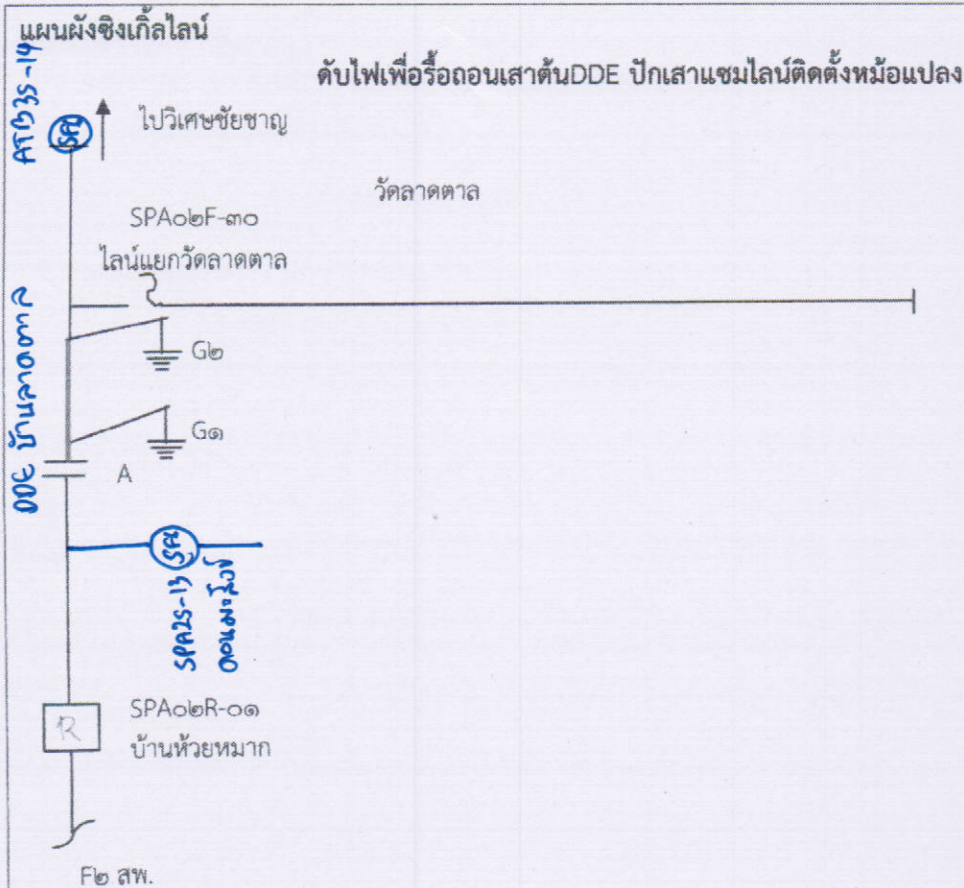 แผนผังซิงเกิ้ลไลน์
ดับไฟเพื่อรื้อถอนเสาต้นDDE ปักเสาแซมไลน์ติดตั้งหม้อแปลง
ไปวิเศษชัยชาญ
วัดลาดตาล
SPA๐๒F-๓๐
ไลน์แยกวัดลาดตาล
G๒
DDE บ้านลาดตาล
G๑
A
SPA2S-13
R
SPA๐๒R-๐๑
บ้านห้วยหมาก
F๒ สพ.